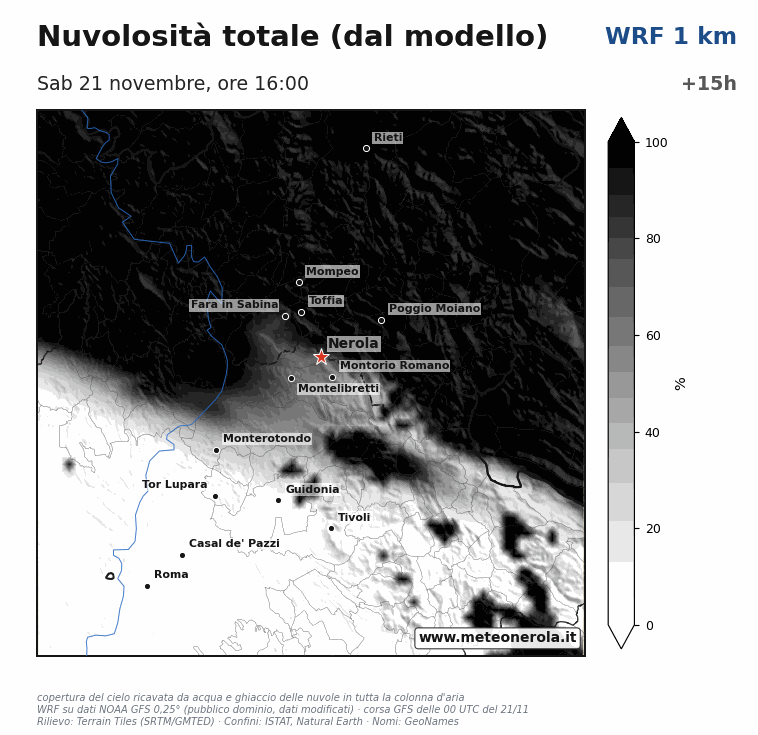 Nuvolosità totale (dal modello)
WRF 1 km
Sab 21 novembre, ore 16:00
+15h
Rieti
Mompeo
Toffia
Fara in Sabina
Poggio Moiano
Nerola
Montorio Romano
Montelibretti
Monterotondo
Tor Lupara
Guidonia
Tivoli
Casal de' Pazzi
Roma
www.meteonerola.it
100
80
60
40
20
0
%
copertura del cielo ricavata da acqua e ghiaccio delle nuvole in tutta la colonna d'aria
WRF su dati NOAA GFS 0,25° (pubblico dominio, dati modificati) · corsa GFS delle 00 UTC del 21/11
Rilievo: Terrain Tiles (SRTM/GMTED) · Confini: ISTAT, Natural Earth · Nomi: GeoNames